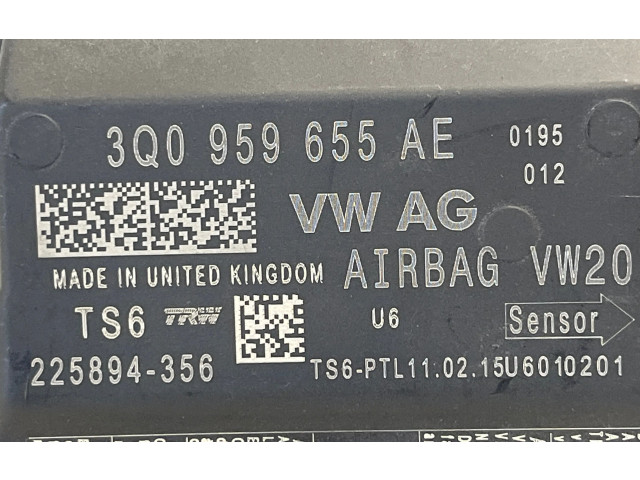 3Q0 959 655 AE 0195
012
VW AG
MADE IN UNITED KINGDOM AIRBAG VW20
TS6 TRW U6 Sensor
225894-356 TS6-PTL11.02.15U6010201